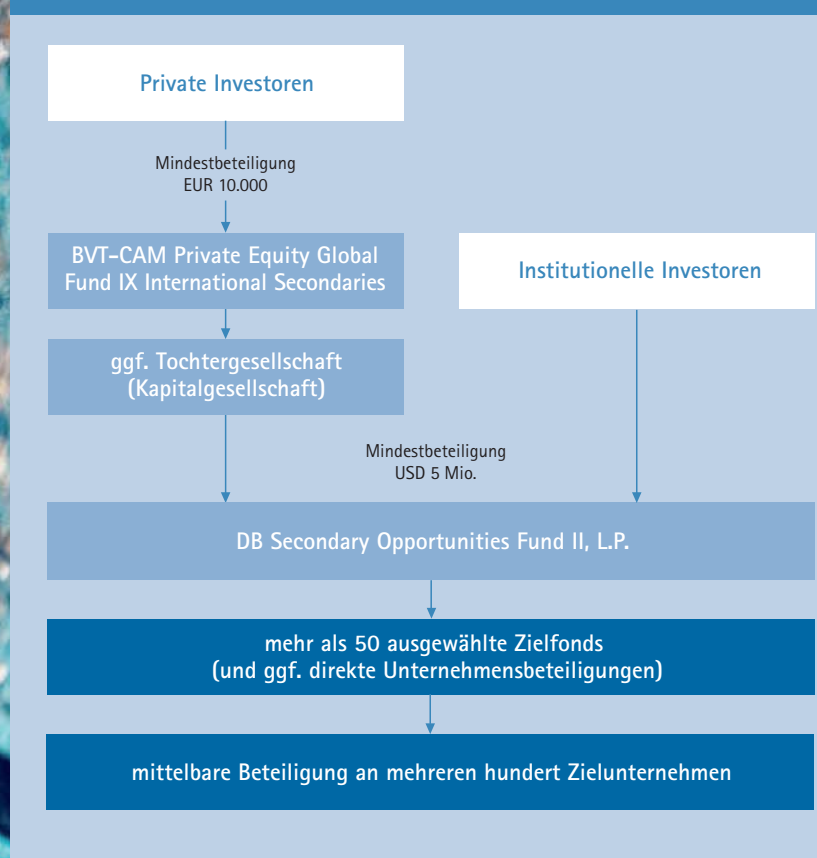 Private Investoren
Mindestbeteiligung
EUR 10.000
BVT-CAM Private Equity Global
Fund IX International Secondaries
Institutionelle Investoren
ggf. Tochtergesellschaft
(Kapitalgesellschaft)
Mindestbeteiligung
USD 5 Mio.
DB Secondary Opportunities Fund II, L.P.
mehr als 50 ausgewählte Zielfonds
(und ggf. direkte Unternehmensbeteiligungen)
mittelbare Beteiligung an mehreren hundert Zielunternehmen